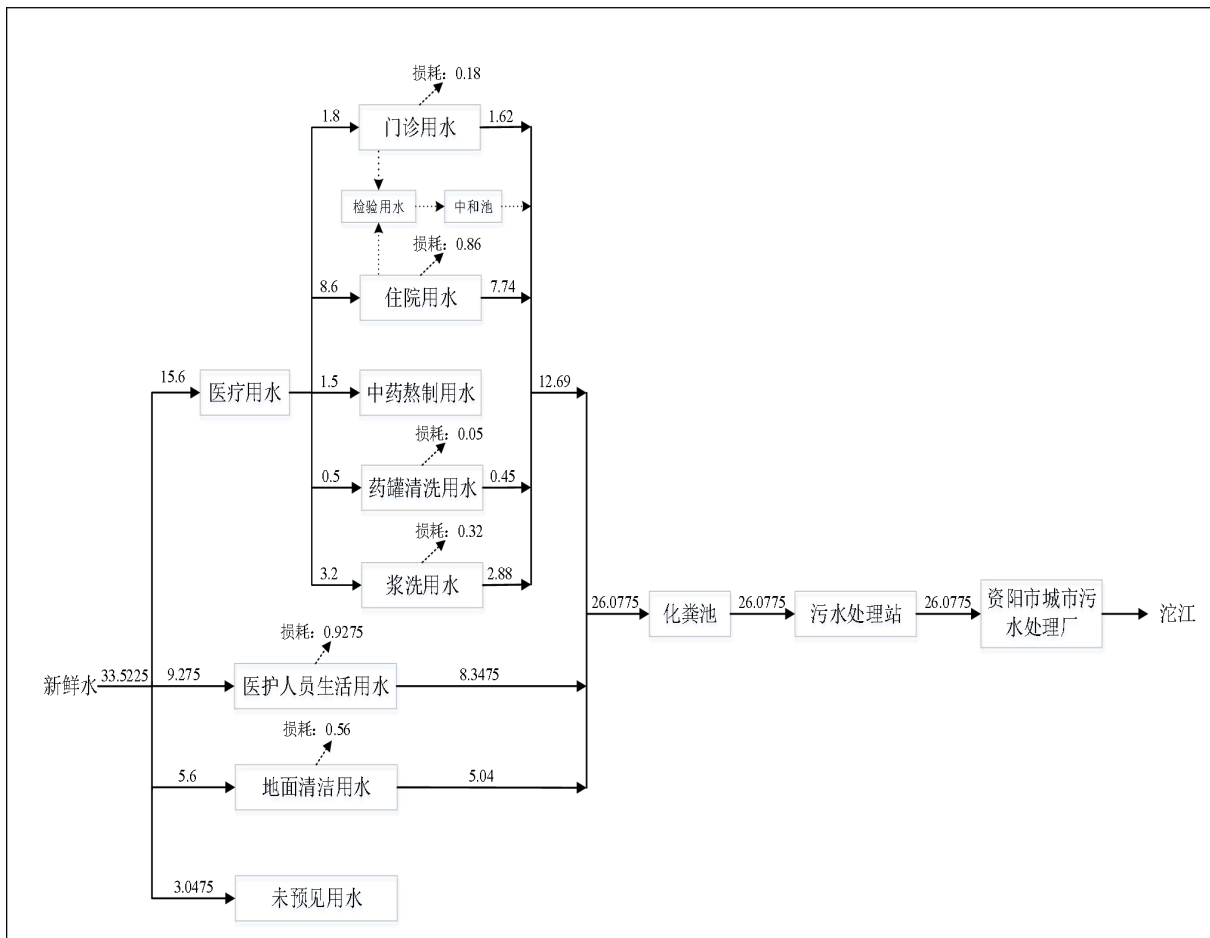 损耗：0.18
1.8
门诊用水
1.62
检验用水
中和池
损耗：0.86
8.6
住院用水
7.74
15.6
医疗用水
1.5
中药熬制用水
12.69
损耗：0.05
0.5
药罐清洗用水
0.45
损耗：0.32
3.2
浆洗用水
2.88
26.0775
化粪池
26.0775
污水处理站
26.0775
资阳市城市污
水处理厂
沱江
损耗：0.9275
新鲜水
33.5225
9.275
医护人员生活用水
8.3475
损耗：0.56
5.6
地面清洁用水
5.04
3.0475
未预见用水